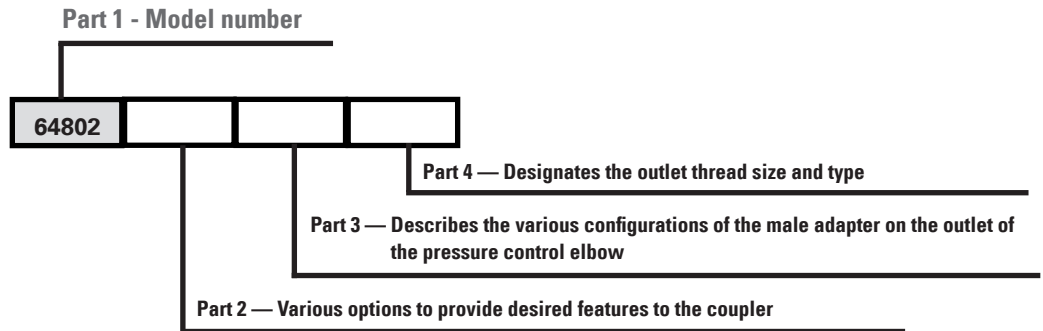 Part 1 - Model number
64802
Part 4 — Designates the outlet thread size and type
Part 3 — Describes the various configurations of the male adapter on the outlet of
the pressure control elbow
Part 2 — Various options to provide desired features to the coupler